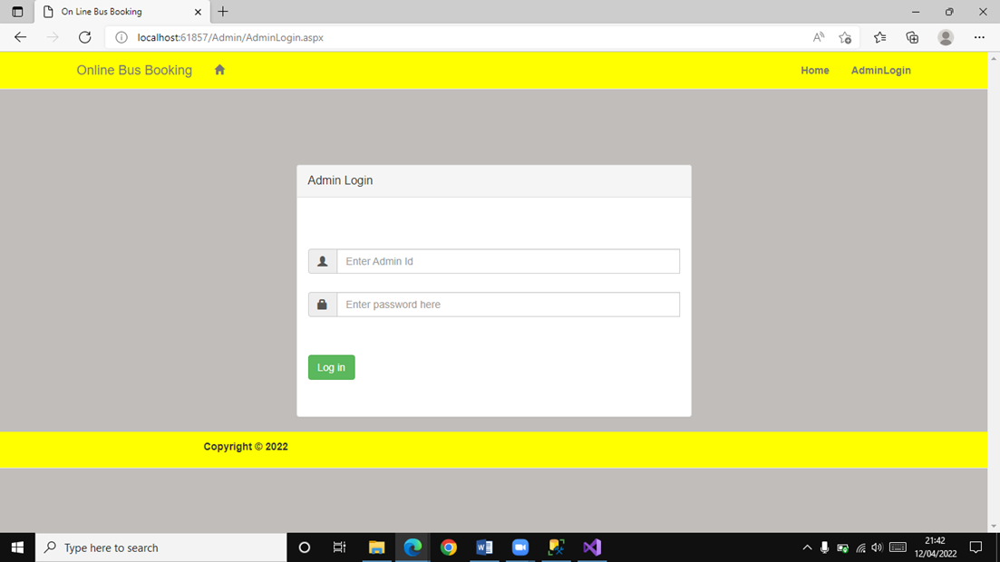 On Line Bus Booking
localhost:61857/Admin/AdminLogin.aspx
Online Bus Booking
Home
AdminLogin
Admin Login
Enter Admin Id
Enter password here
Log in
Copyright © 2022
Type here to search
21:42
12/04/2022